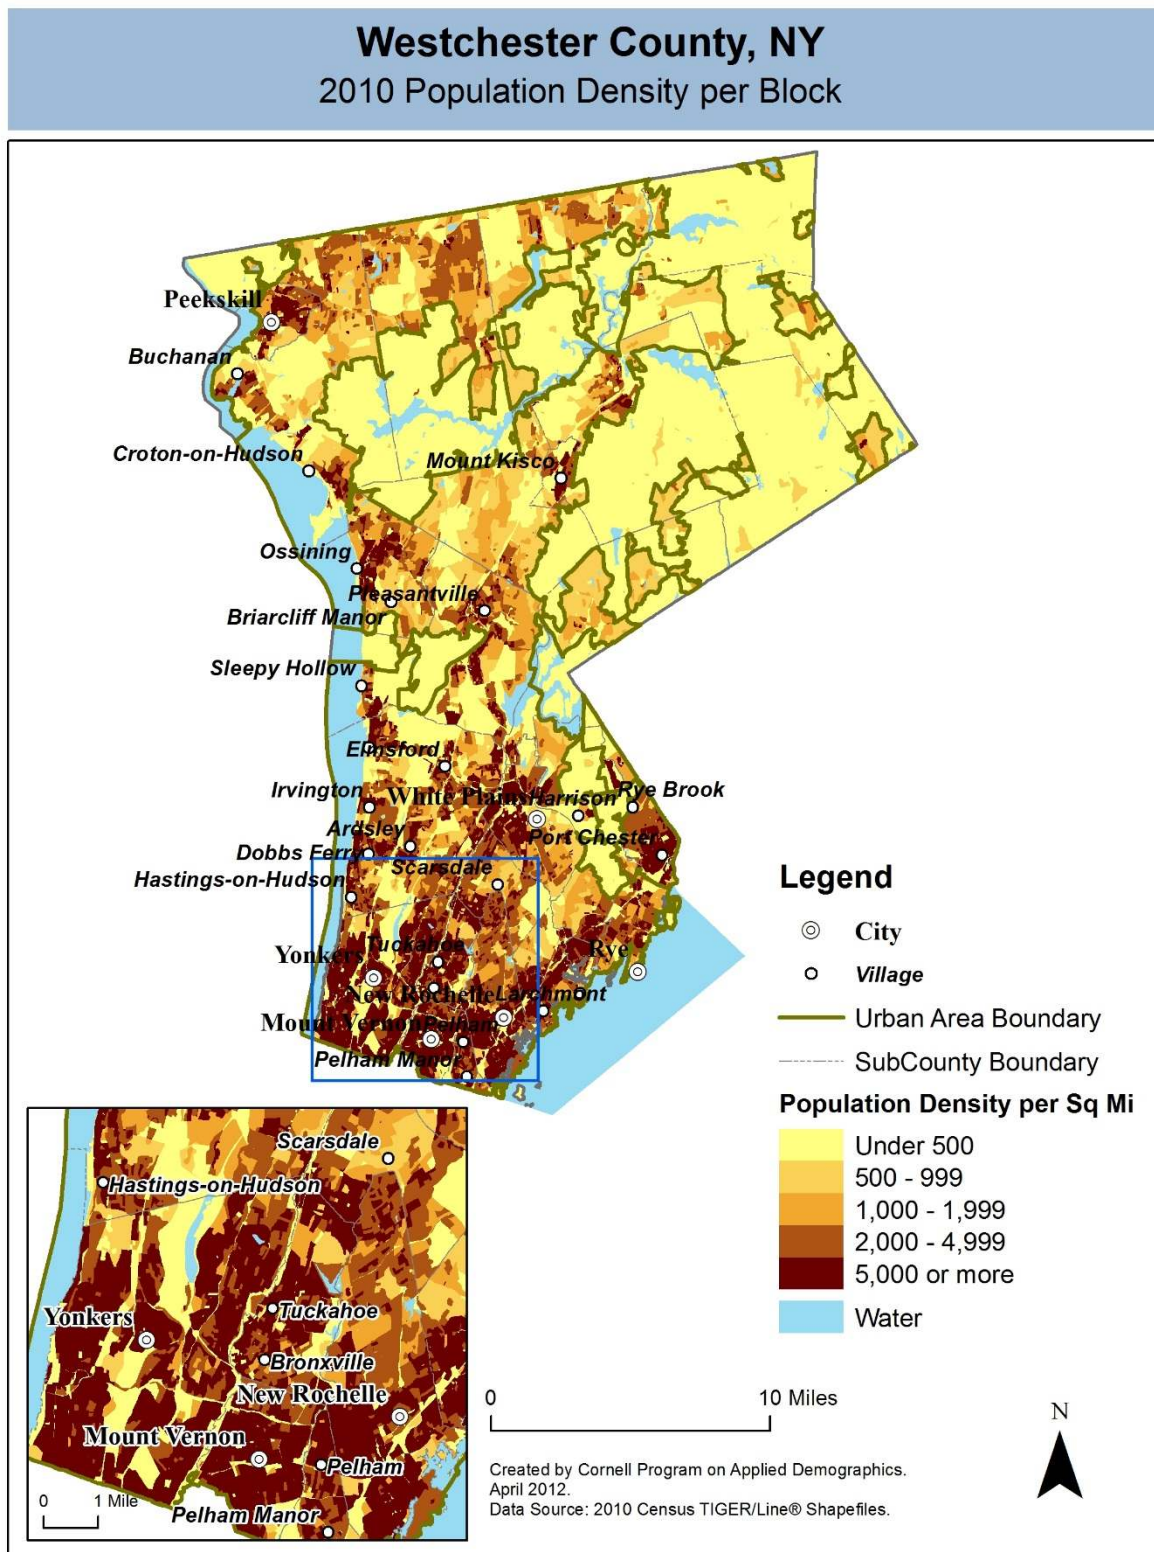 Westchester County, NY
2010 Population Density per Block
Peekskill
Buchanan
Croton-on-Hudson
Mount Kisco
Ossining
Pleasantville
Briarcliff Manor
Sleepy Hollow
Elmsford
Irvington
White Plains
Harrison
Rye Brook
Ardsley
Port Chester
Dobbs Ferry
Scarsdale
Hastings-on-Hudson
Tuckahoe
Yonkers
Rye
New Rochelle
Larchmont
Mount Vernon
Pelham
Pelham Manor
Legend
City
Village
Urban Area Boundary
SubCounty Boundary
Population Density per Sq Mi
Under 500
500 - 999
1,000 - 1,999
2,000 - 4,999
5,000 or more
Water
Scarsdale
Hastings-on-Hudson
Tuckahoe
Yonkers
Bronxville
New Rochelle
Mount Vernon
Pelham
Pelham Manor
0 1 Mile
0 10 Miles
N
Created by Cornell Program on Applied Demographics.
April 2012.
Data Source: 2010 Census TIGER/Line® Shapefiles.